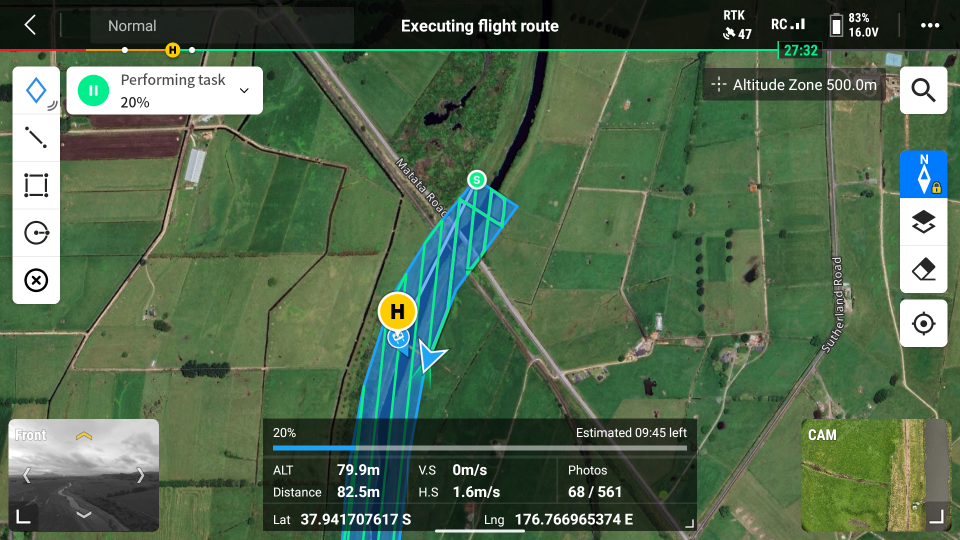 Normal
Executing flight route
RTK
47
RC
83%
16.0V
H
27:32
Performing task
20%
Altitude Zone 500.0m
N
S
Matata Road
Sutherland Road
H
Front
CAM
20%
Estimated 09:45 left
ALT 79.9m V.S 0m/s Photos
Distance 82.5m H.S 1.6m/s 68 / 561
Lat 37.941707617 S Lng 176.766965374 E